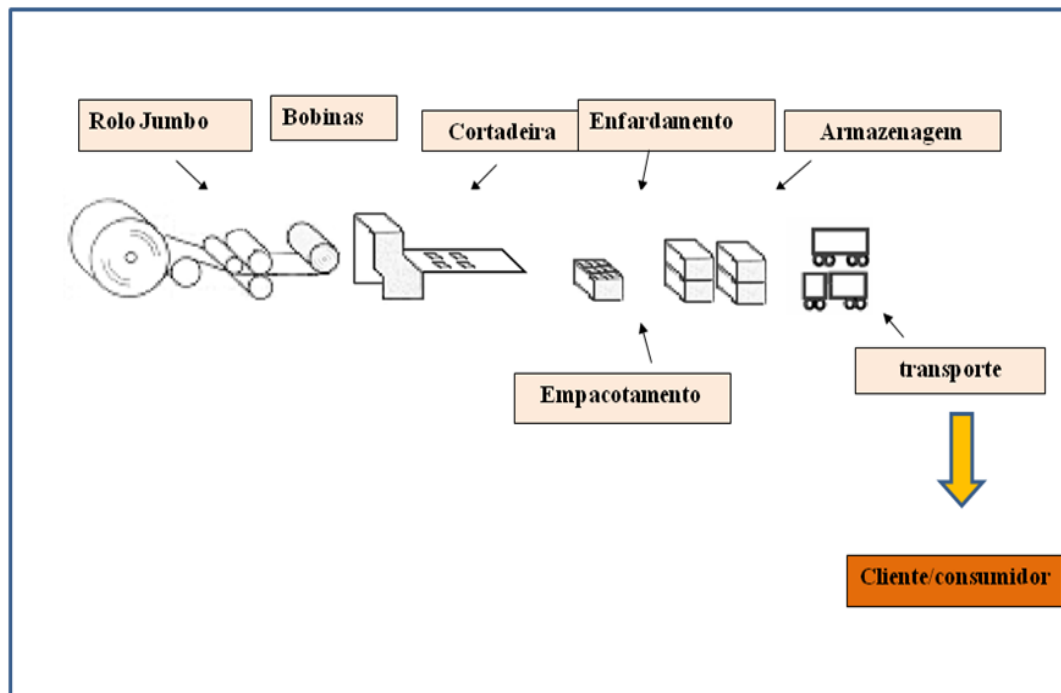 Rolo Jumbo
Bobinas
Cortadeira
Enfardamento
Armazenagem
Empacotamento
transporte
Cliente/consumidor